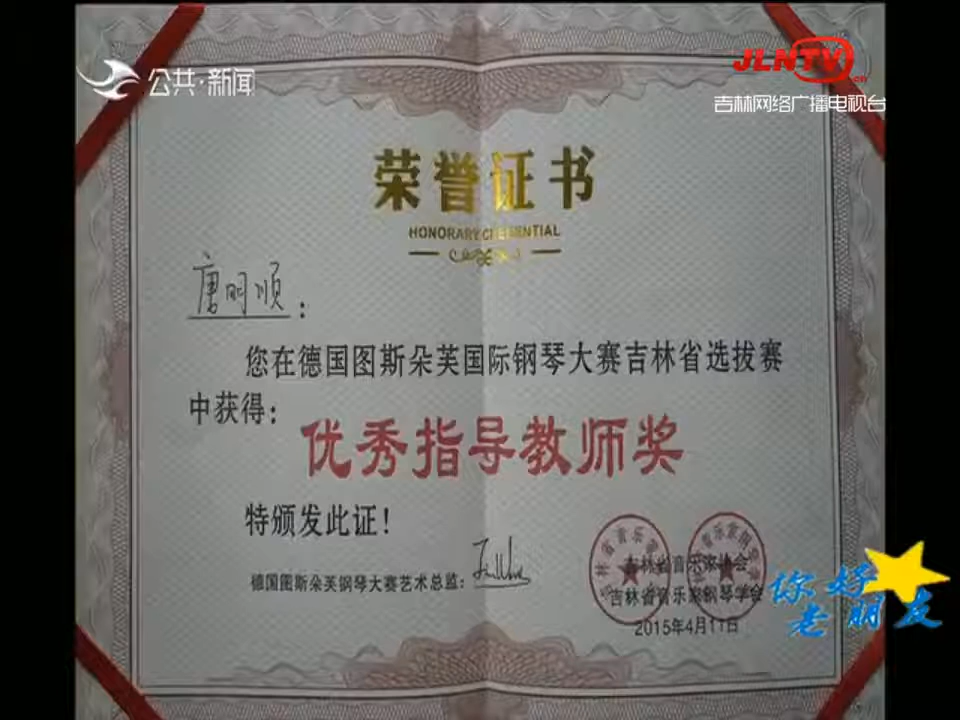 公共·新闻
JLNTV.cn
吉林网络广播电视台
荣誉证书
HONORARY CREDENTIAL
唐明顺：
您在德国图斯朵芙国际钢琴大赛吉林省选拔赛
中获得：
优秀指导教师奖
特颁发此证！
德国图斯朵芙钢琴大赛艺术总监：
吉林省音乐家协会
吉林省音乐家钢琴学会
2015年4月11日
你好
老朋友